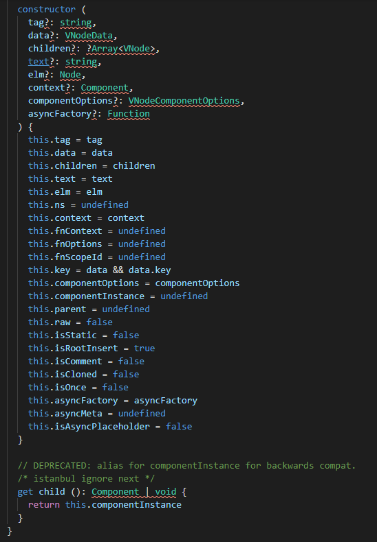 constructor (
tag?: string,
data?: VNodeData,
children?: ?Array<VNode>,
text?: string,
elm?: Node,
context?: Component,
componentOptions?: VNodeComponentOptions,
asyncFactory?: Function
) {
this.tag = tag
this.data = data
this.children = children
this.text = text
this.elm = elm
this.ns = undefined
this.context = context
this.fnContext = undefined
this.fnOptions = undefined
this.fnScopeId = undefined
this.key = data && data.key
this.componentOptions = componentOptions
this.componentInstance = undefined
this.parent = undefined
this.raw = false
this.isStatic = false
this.isRootInsert = true
this.isComment = false
this.isCloned = false
this.isOnce = false
this.asyncFactory = asyncFactory
this.asyncMeta = undefined
this.isAsyncPlaceholder = false
}
// DEPRECATED: alias for componentInstance for backwards compat.
/* istanbul ignore next */
get child (): Component | void {
return this.componentInstance
}
}